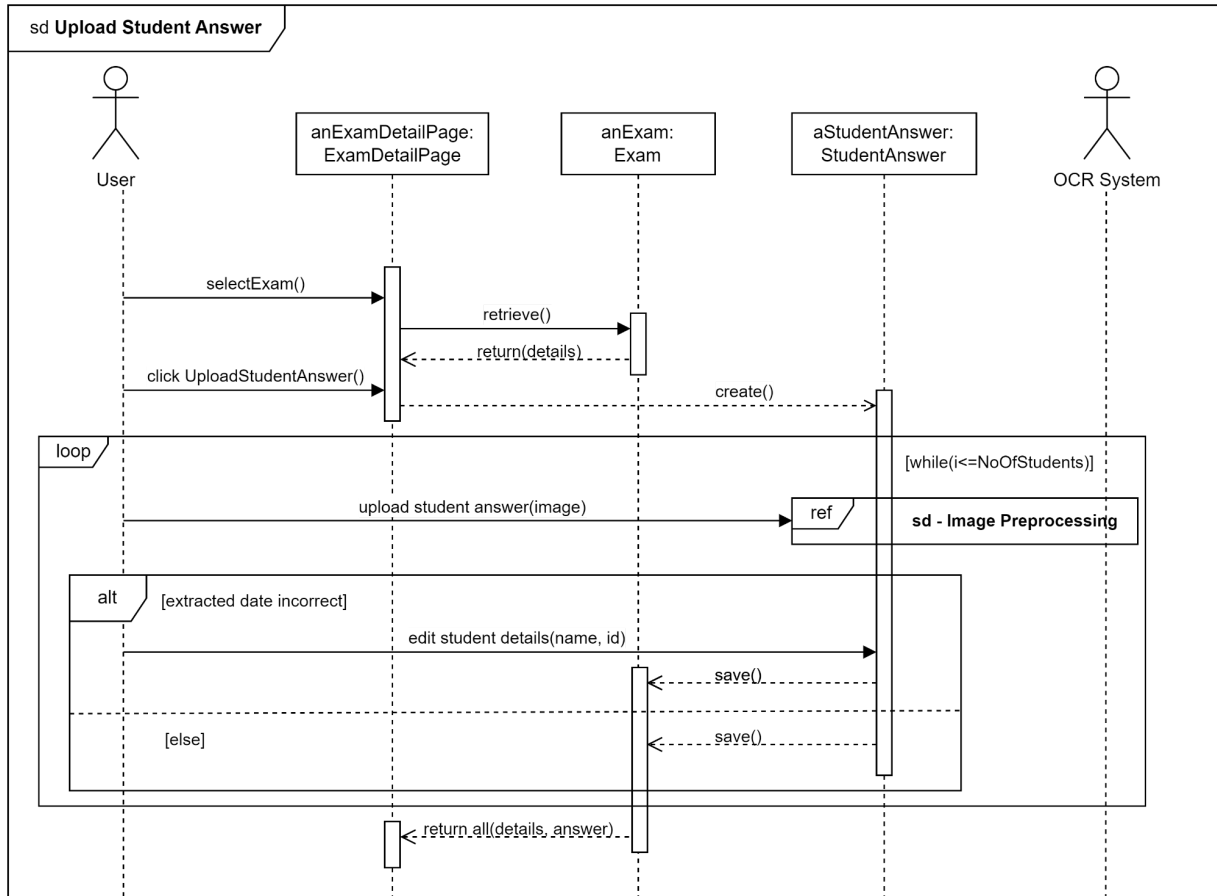 sd Upload Student Answer
User
anExamDetailPage:
ExamDetailPage
anExam:
Exam
aStudentAnswer:
StudentAnswer
OCR System
selectExam()
retrieve()
return(details)
click UploadStudentAnswer()
create()
loop
[while(i<=NoOfStudents)]
upload student answer(image)
ref
sd - Image Preprocessing
alt
[extracted date incorrect]
edit student details(name, id)
save()
[else]
save()
return all(details, answer)